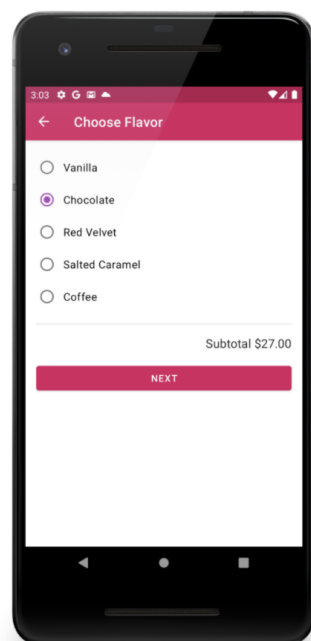 3:03 G
Choose Flavor
Vanilla
Chocolate
Red Velvet
Salted Caramel
Coffee
Subtotal $27.00
NEXT